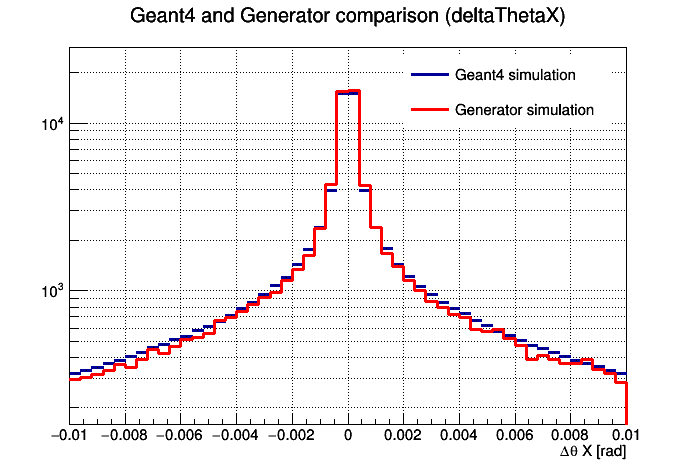 Geant4 and Generator comparison (deltaThetaX)
Geant4 simulation
Generator simulation
10⁴
10³
−0.01 −0.008 −0.006 −0.004 −0.002 0 0.002 0.004 0.006 0.008 0.01
Δθ X [rad]